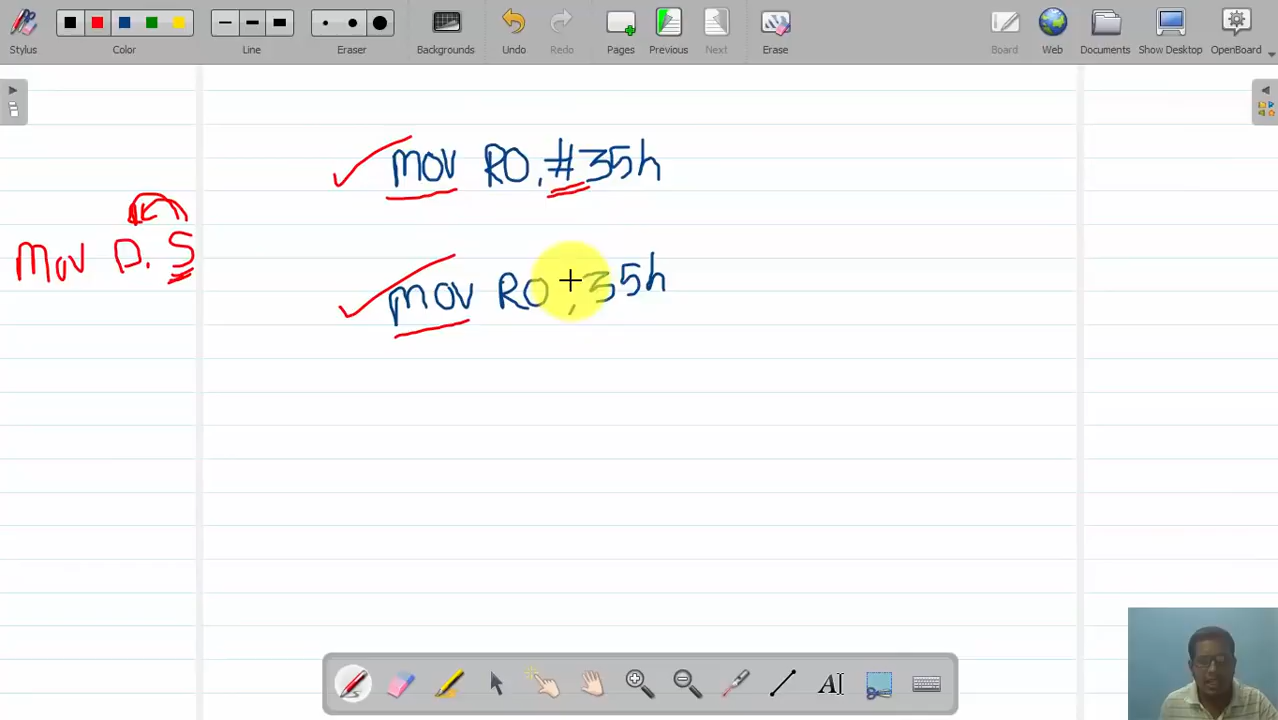 Stylus Color Line Eraser Backgrounds Undo Redo Pages Previous Next Erase Board Web Documents Show Desktop OpenBoard
mov R0, #35h
Mov D. S
mov R0, 35h
AI